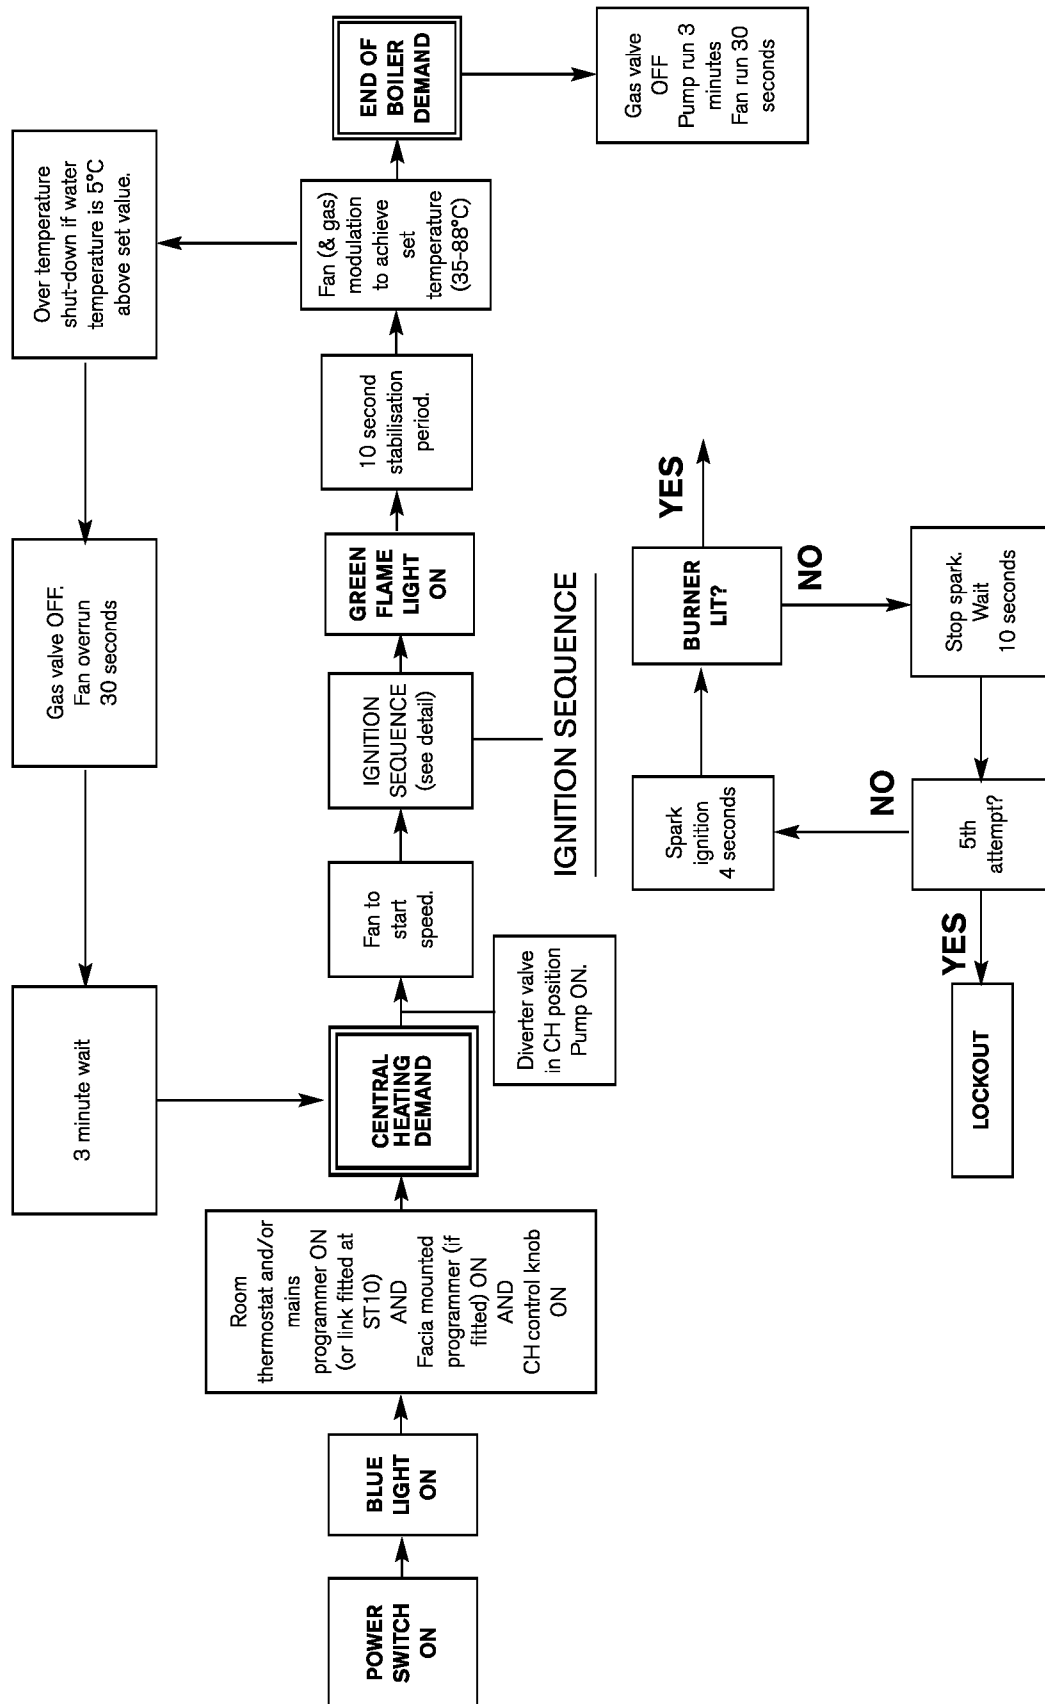 POWER
SWITCH
ON
BLUE
LIGHT
ON
Room
thermostat and/or
mains
programmer ON
(or link fitted at
ST10)
AND
Facia mounted
programmer (if
fitted) ON
AND
CH control knob
ON
CENTRAL
HEATING
DEMAND
Diverter valve
in CH position
Pump ON.
Fan to
start
speed.
IGNITION
SEQUENCE
(see detail)
GREEN
FLAME
LIGHT
ON
10 second
stabilisation
period.
Fan (& gas)
modulation
to achieve
set
temperature
(35-88°C)
END OF
BOILER
DEMAND
Gas valve
OFF
Pump run 3
minutes
Fan run 30
seconds
Over temperature
shut-down if water
temperature is 5°C
above set value.
Gas valve OFF.
Fan overrun
30 seconds
3 minute wait
IGNITION SEQUENCE
Spark
ignition
4 seconds
BURNER
LIT?
YES
NO
Stop spark.
Wait
10 seconds
5th
attempt?
NO
YES
LOCKOUT